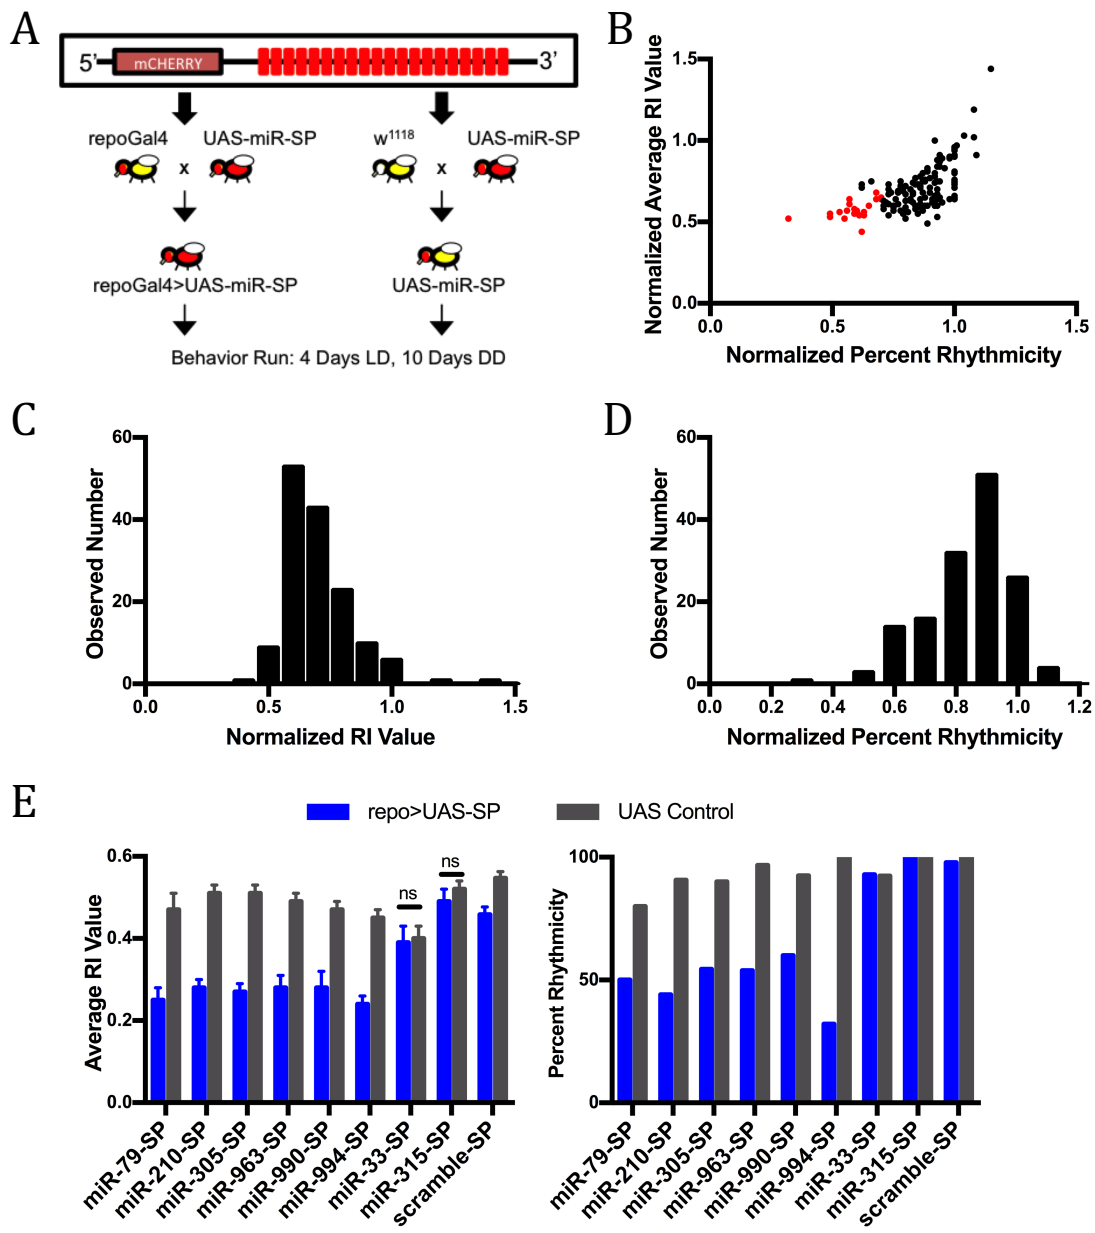 A
5' mCHERRY 3'
repoGal4 UAS-miR-SP w1118 UAS-miR-SP
x x
repoGal4>UAS-miR-SP UAS-miR-SP
Behavior Run: 4 Days LD, 10 Days DD
B
Normalized Average RI Value
1.5
1.0
0.5
0.0
0.0 0.5 1.0 1.5
Normalized Percent Rhythmicity
C
Observed Number
60
40
20
0
0.0 0.5 1.0 1.5
Normalized RI Value
D
Observed Number
60
40
20
0
0.0 0.2 0.4 0.6 0.8 1.0 1.2
Normalized Percent Rhythmicity
E
repo>UAS-SP UAS Control
Average RI Value
0.6
0.4
0.2
0.0
ns
ns
miR-79-SP
miR-210-SP
miR-305-SP
miR-963-SP
miR-990-SP
miR-994-SP
miR-33-SP
miR-315-SP
scramble-SP
Percent Rhythmicity
100
50
0
miR-79-SP
miR-210-SP
miR-305-SP
miR-963-SP
miR-990-SP
miR-994-SP
miR-33-SP
miR-315-SP
scramble-SP